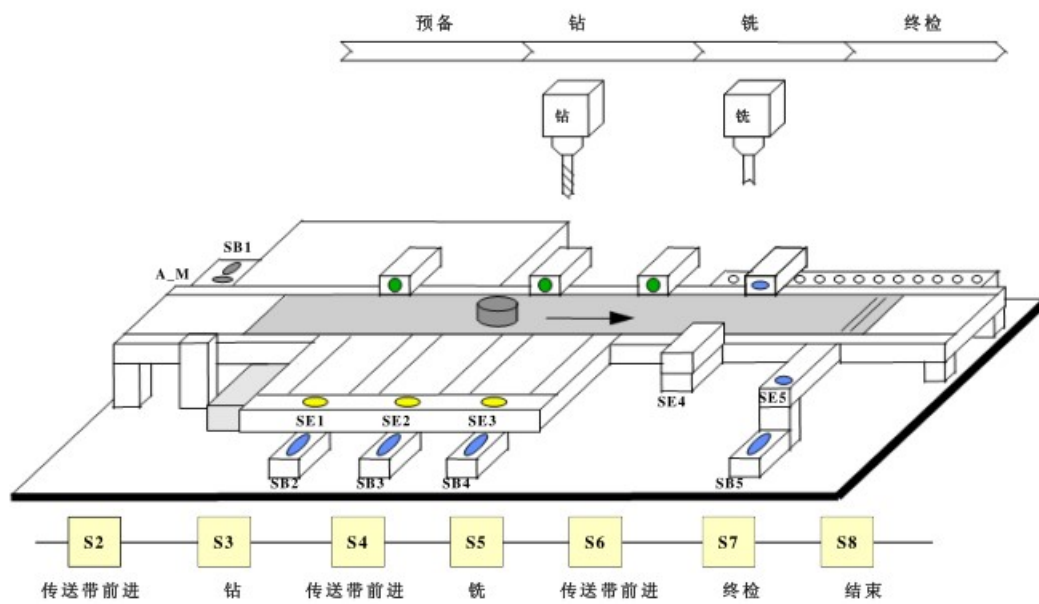 预备 钻 铣 终检
钻 铣
SB1
A_M
SE4 SE5
SE1 SE2 SE3
SB2 SB3 SB4 SB5
S2 S3 S4 S5 S6 S7 S8
传送带前进 钻 传送带前进 铣 传送带前进 终检 结束